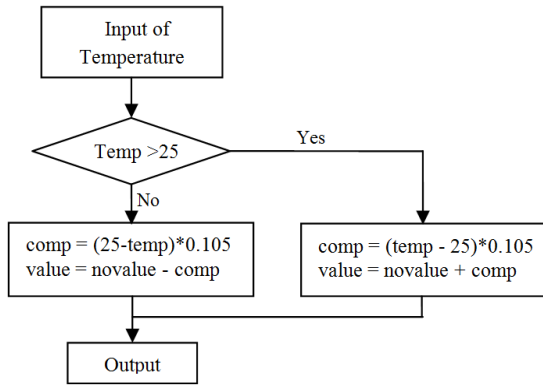 Input of
Temperature
Temp >25
Yes
No
comp = (25-temp)*0.105
value = novalue - comp
comp = (temp - 25)*0.105
value = novalue + comp
Output